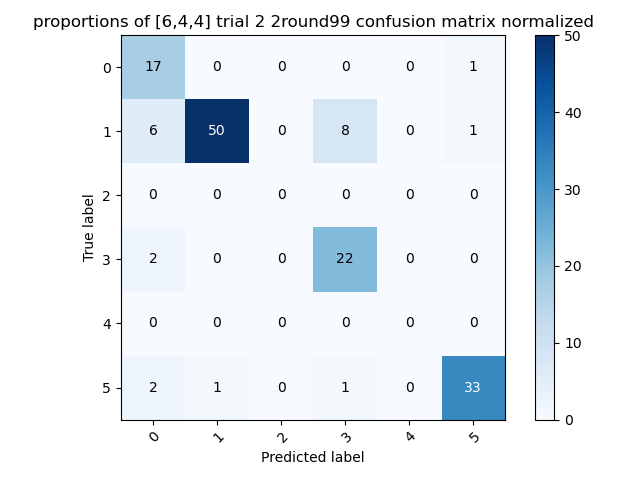 proportions of [6,4,4] trial 2 2round99 confusion matrix normalized
True label
0 17 0 0 0 0 1
1 6 50 0 8 0 1
2 0 0 0 0 0 0
3 2 0 0 22 0 0
4 0 0 0 0 0 0
5 2 1 0 1 0 33
0 1 2 3 4 5
Predicted label
50
40
30
20
10
0